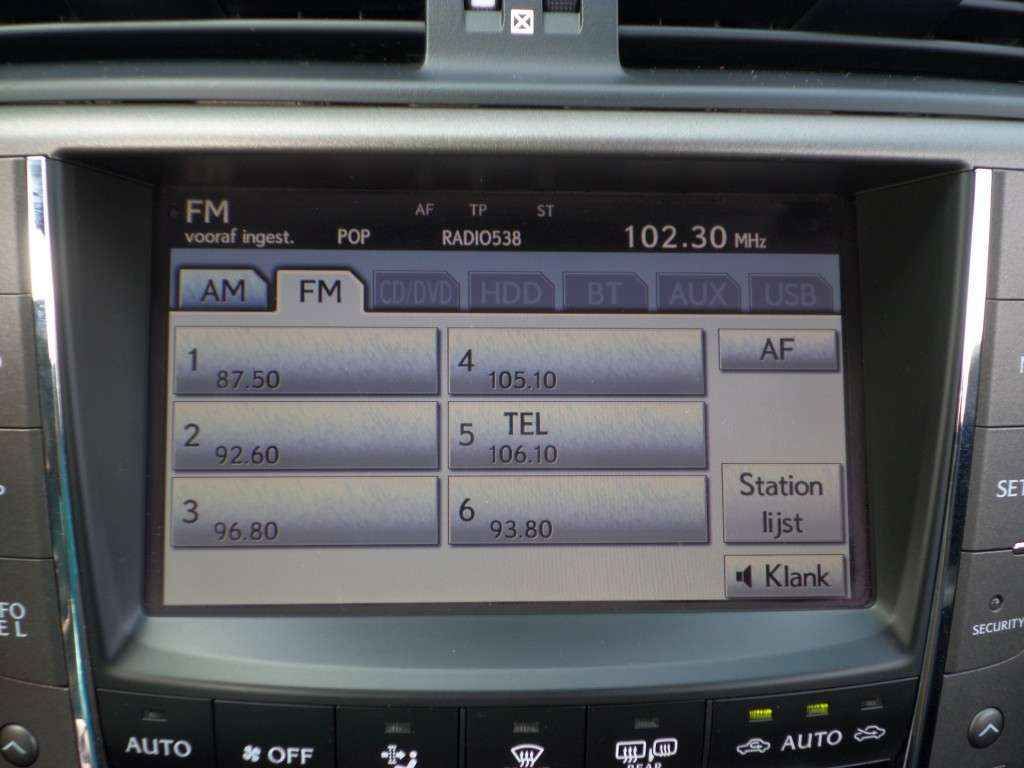 FM
AF TP ST
vooraf ingest. POP RADIO538 102.30 MHz
AM FM CD/DVD HDD BT AUX USB
1 87.50
4 105.10
AF
2 92.60
5 TEL 106.10
3 96.80
6 93.80
Station
lijst
Klank
SET
SECURITY
AUTO OFF REAR AUTO